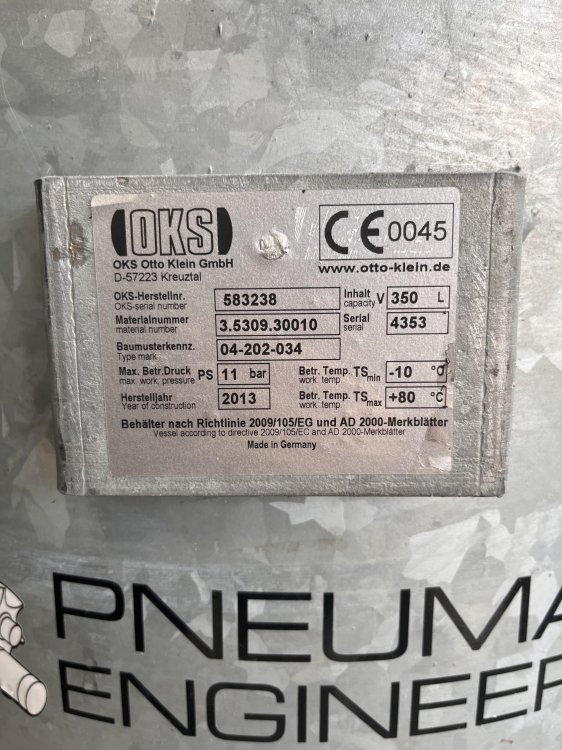 OKS
CE 0045
OKS Otto Klein GmbH
D-57223 Kreuztal
www.otto-klein.de
OKS-Herstellnr. 583238 Inhalt V 350 L
OKS-serial number capacity
Materialnummer 3.5309.30010 Serial 4353
material number serial
Baumusterkennz. 04-202-034
Type mark
Max. Betr.Druck PS 11 bar Betr. Temp. TSmin -10 °C
max. work. pressure work. temp
Herstelljahr 2013 Betr. Temp. TSmax +80 °C
Year of construction work. temp
Behälter nach Richtlinie 2009/105/EG und AD 2000-Merkblätter
Vessel according to directive 2009/105/EC and AD 2000-Merkblätter
Made in Germany
PNEUMA
ENGINEER